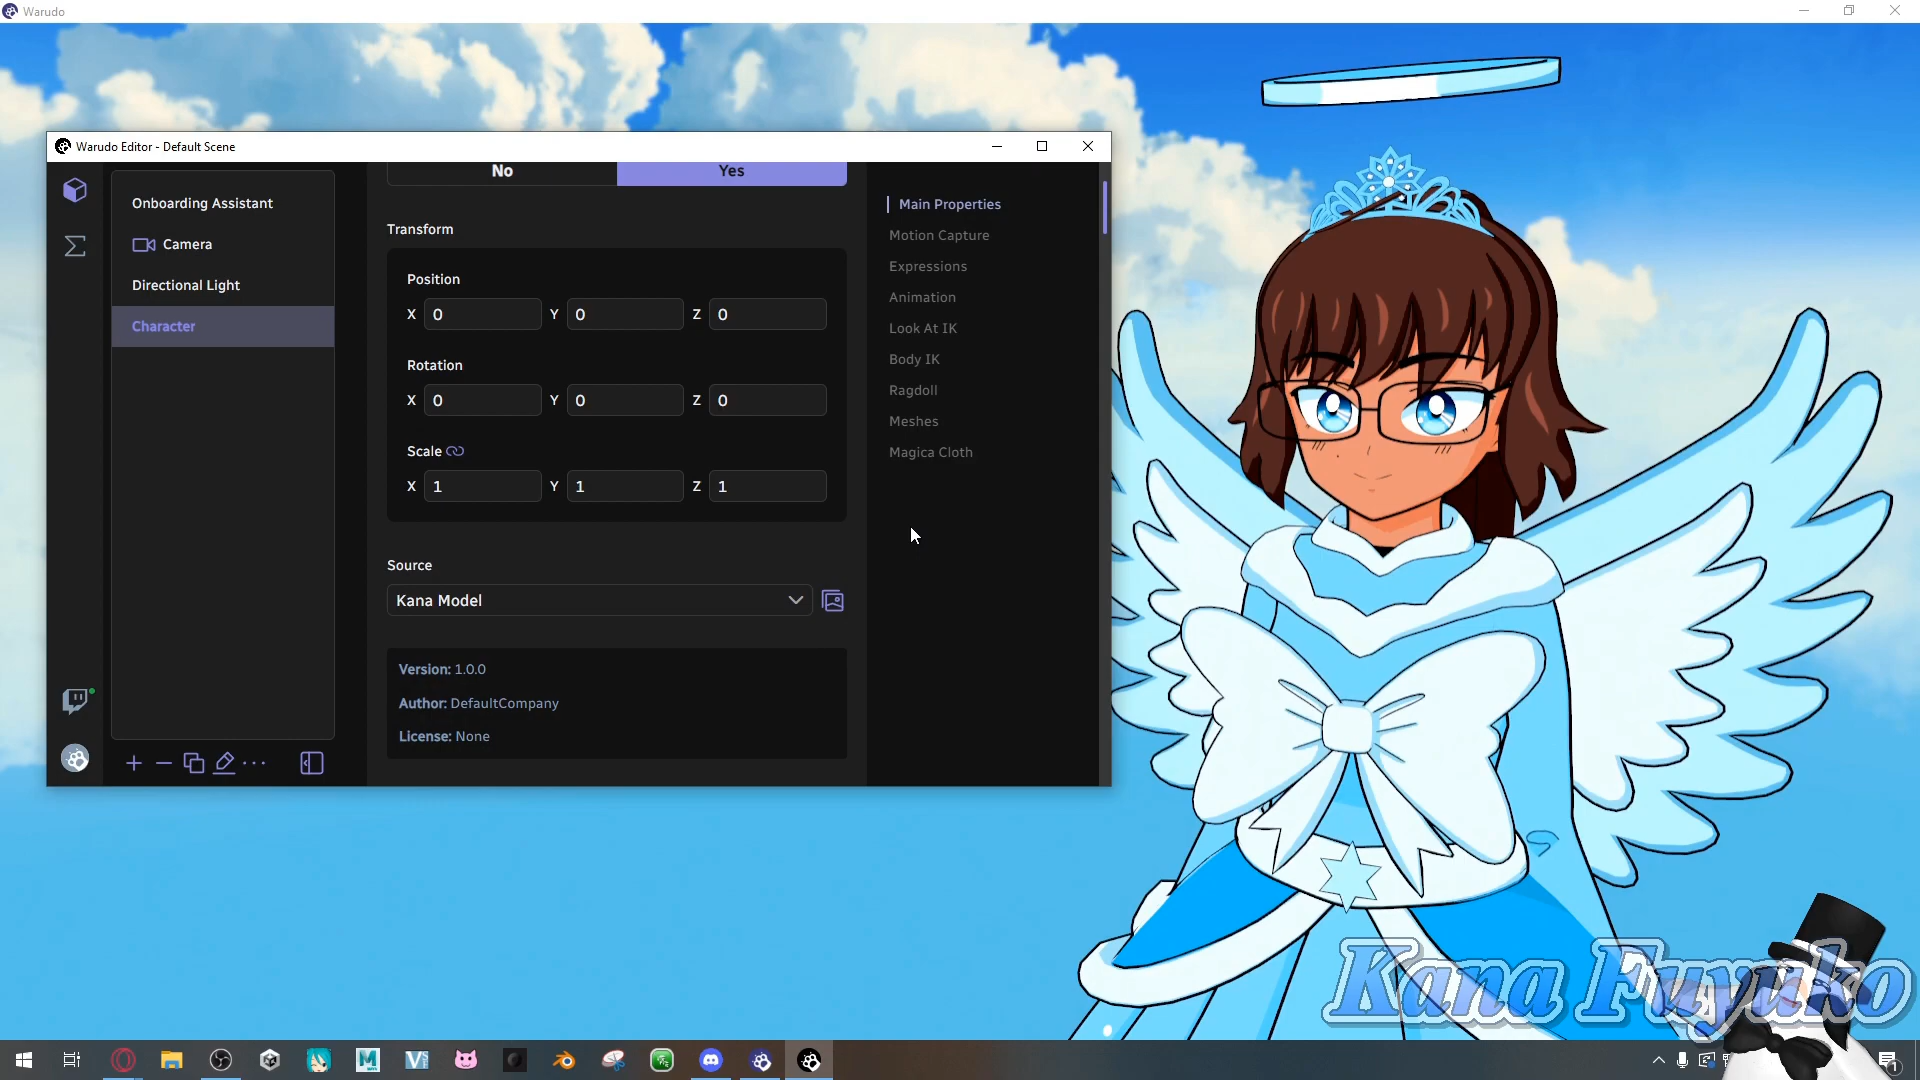 Warudo
Warudo Editor - Default Scene
Onboarding Assistant
Camera
Directional Light
Character
No
Yes
Transform
Position
X 0 Y 0 Z 0
Rotation
X 0 Y 0 Z 0
Scale
X 1 Y 1 Z 1
Source
Kana Model
Version: 1.0.0
Author: DefaultCompany
License: None
Main Properties
Motion Capture
Expressions
Animation
Look At IK
Body IK
Ragdoll
Meshes
Magica Cloth
Kana Fuyuko